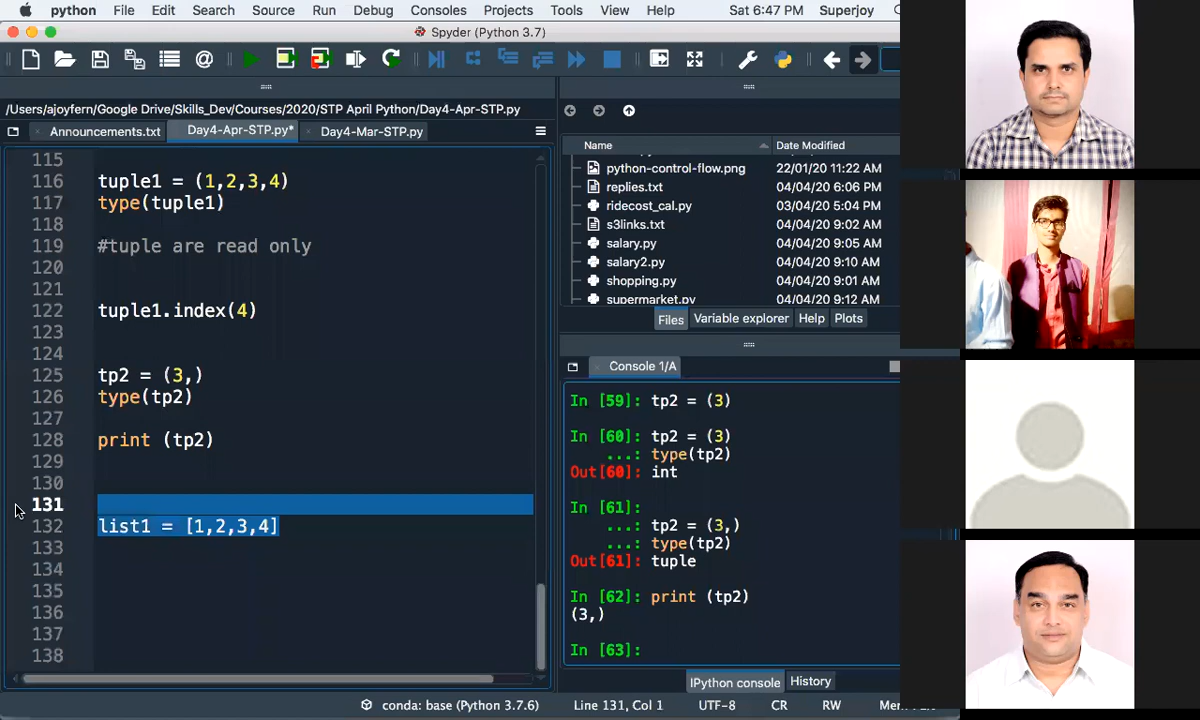 python File Edit Search Source Run Debug Consoles Projects Tools View Help Sat 6:47 PM Superjoy
Spyder (Python 3.7)
/Users/ajoyfern/Google Drive/Skills_Dev/Courses/2020/STP April Python/Day4-Apr-STP.py
Announcements.txt Day4-Apr-STP.py* Day4-Mar-STP.py
115
116 tuple1 = (1,2,3,4)
117 type(tuple1)
118
119 #tuple are read only
120
121
122 tuple1.index(4)
123
124
125 tp2 = (3,)
126 type(tp2)
127
128 print (tp2)
129
130
131
132 list1 = [1,2,3,4]
133
134
135
136
137
138
Name Date Modified
python-control-flow.png 22/01/20 11:22 AM
replies.txt 04/04/20 6:06 PM
ridecost_cal.py 03/04/20 5:04 PM
s3links.txt 04/04/20 9:02 AM
salary.py 04/04/20 9:05 AM
salary2.py 04/04/20 9:10 AM
shopping.py 04/04/20 9:01 AM
supermarket.py 04/04/20 9:12 AM
Files Variable explorer Help Plots
Console 1/A
In [59]: tp2 = (3)
In [60]: tp2 = (3)
...: type(tp2)
Out[60]: int
In [61]:
...: tp2 = (3,)
...: type(tp2)
Out[61]: tuple
In [62]: print (tp2)
(3,)
In [63]:
IPython console History
conda: base (Python 3.7.6) Line 131, Col 1 UTF-8 CR RW